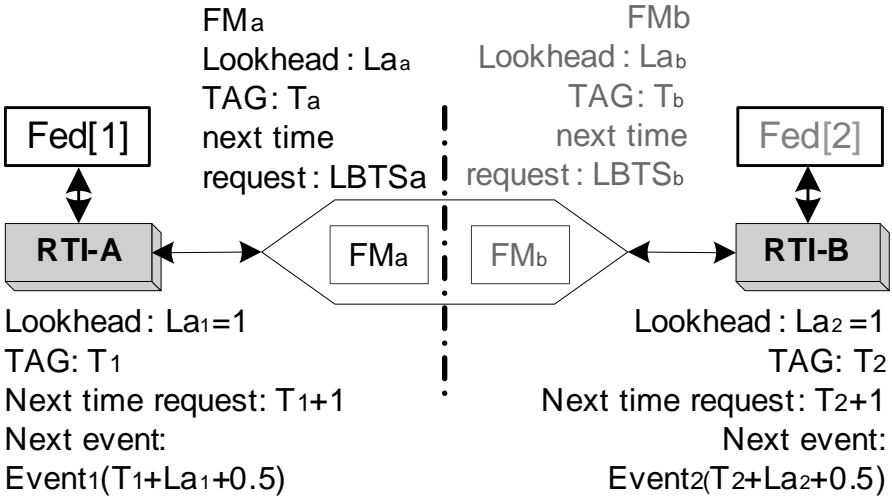 FMa
Lookhead : Laa
TAG: Ta
next time
request : LBTSa
FMb
Lookhead : Lab
TAG: Tb
next time
request : LBTSb
Fed[1]
Fed[2]
RTI-A
FMa
FMb
RTI-B
Lookhead : La1=1
TAG: T1
Next time request: T1+1
Next event:
Event1(T1+La1+0.5)
Lookhead : La2=1
TAG: T2
Next time request: T2+1
Next event:
Event2(T2+La2+0.5)